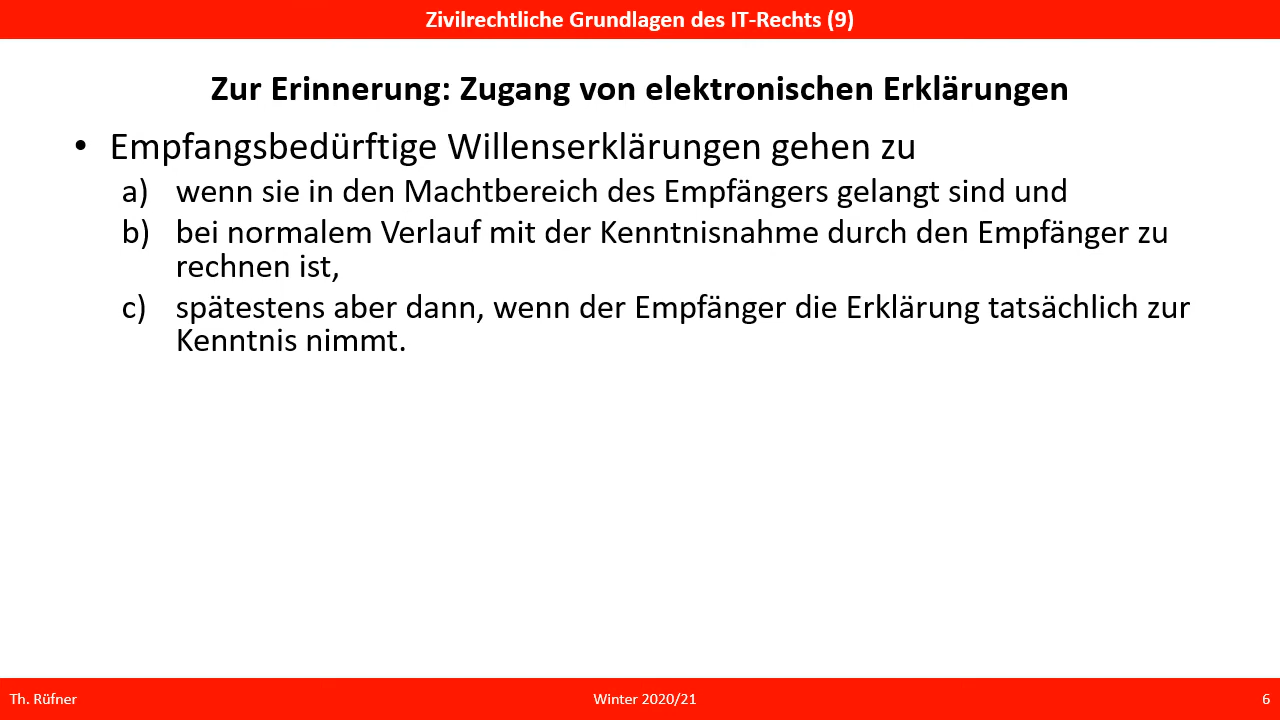 Zivilrechtliche Grundlagen des IT-Rechts (9)
Zur Erinnerung: Zugang von elektronischen Erklärungen
• Empfangsbedürftige Willenserklärungen gehen zu
a) wenn sie in den Machtbereich des Empfängers gelangt sind und
b) bei normalem Verlauf mit der Kenntnisnahme durch den Empfänger zu
rechnen ist,
c) spätestens aber dann, wenn der Empfänger die Erklärung tatsächlich zur
Kenntnis nimmt.
Th. Rüfner Winter 2020/21 6